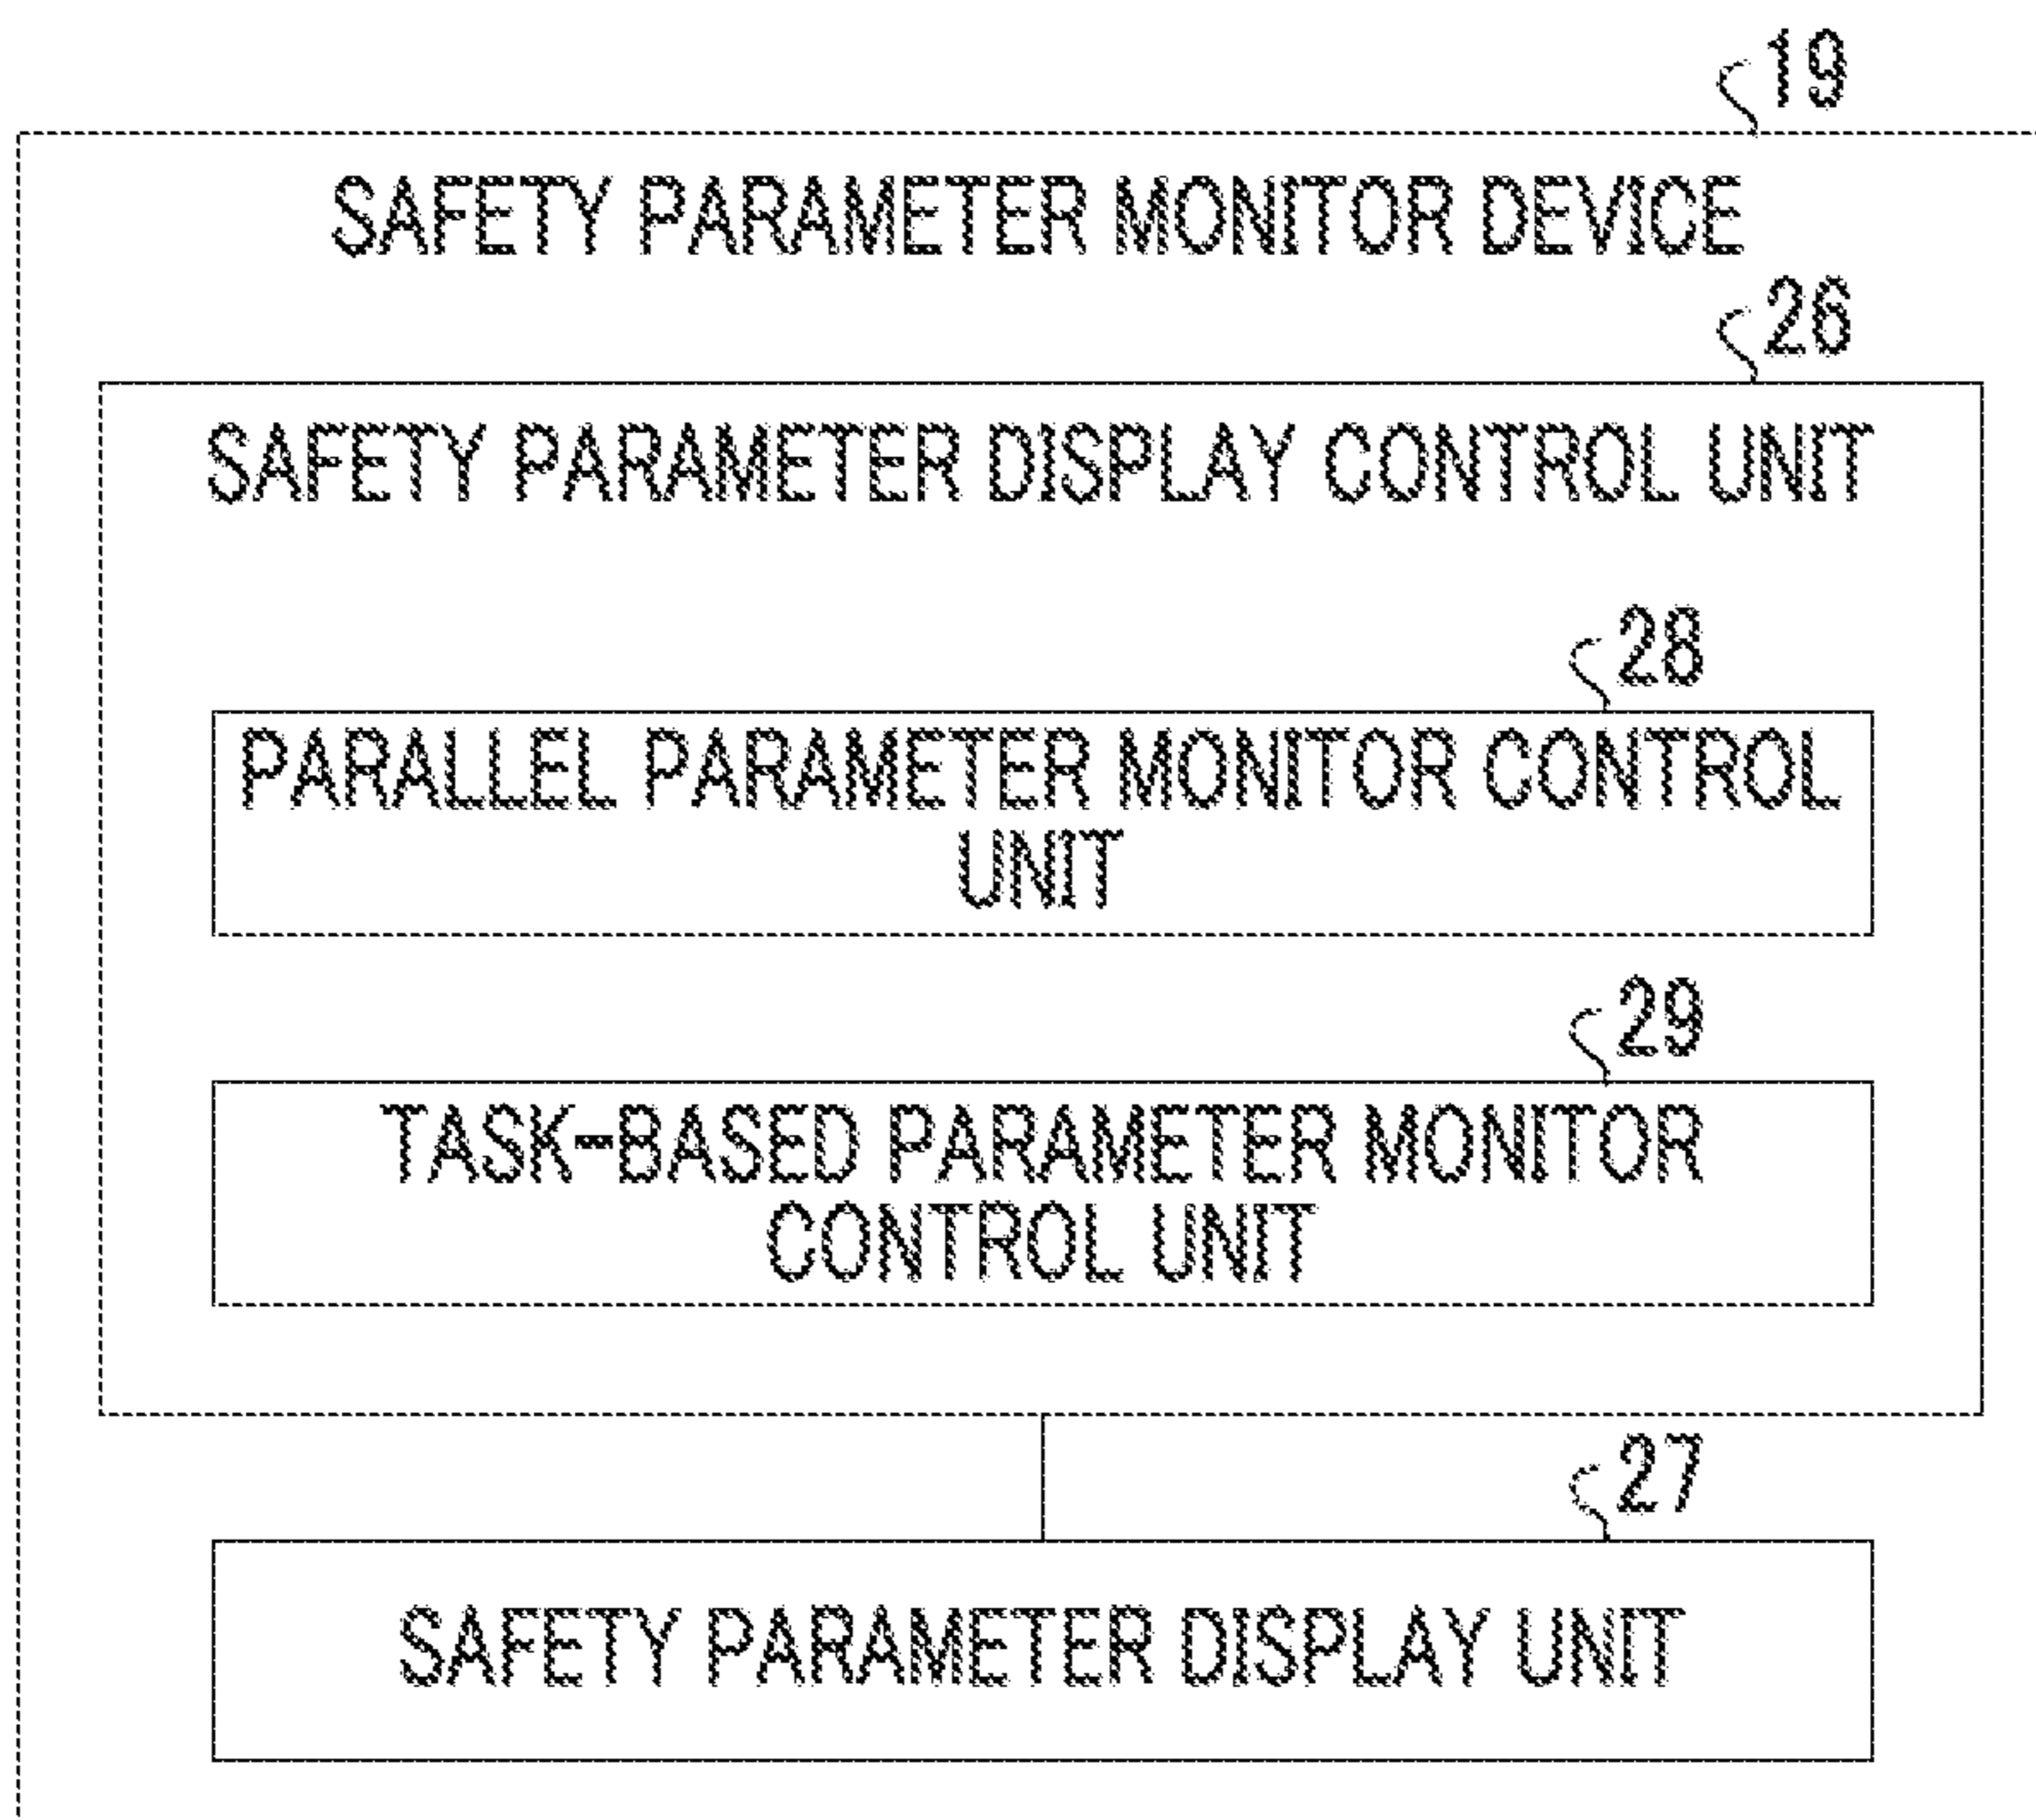 19
SAFETY PARAMETER MONITOR DEVICE
26
SAFETY PARAMETER DISPLAY CONTROL UNIT
28
PARALLEL PARAMETER MONITOR CONTROL
UNIT
29
TASK-BASED PARAMETER MONITOR
CONTROL UNIT
27
SAFETY PARAMETER DISPLAY UNIT